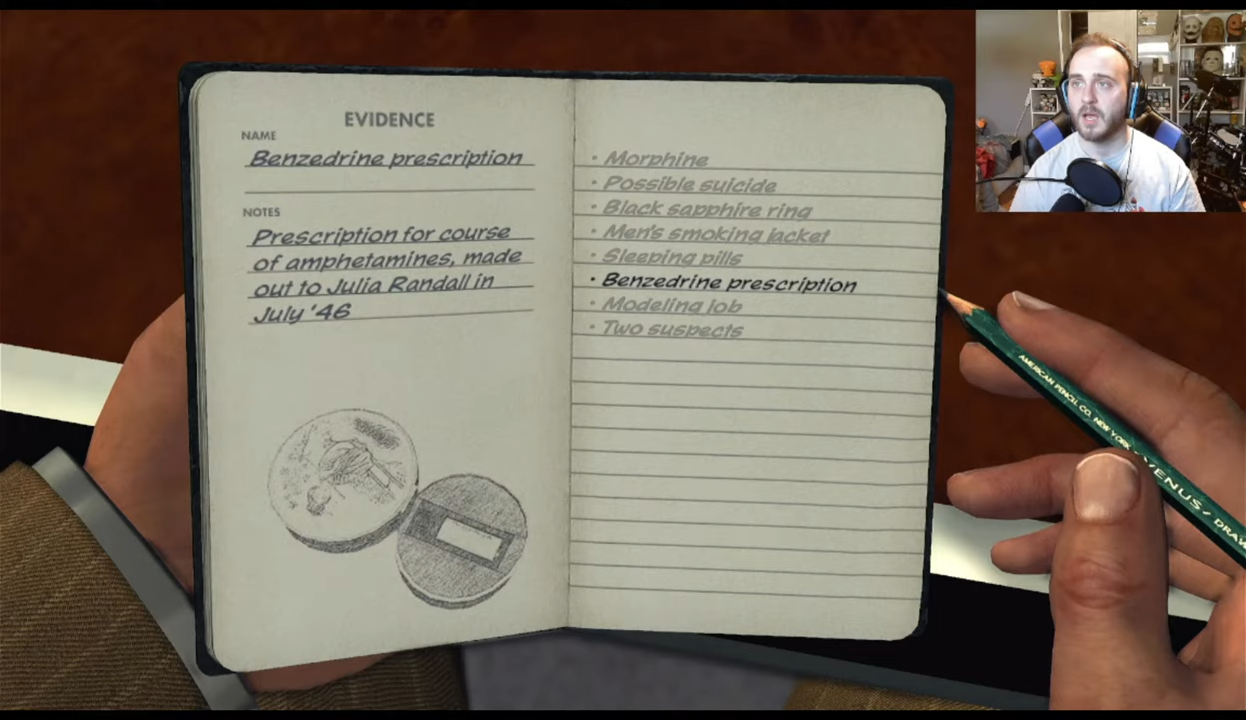 EVIDENCE
NAME
Benzedrine prescription
NOTES
Prescription for course
of amphetamines, made
out to Julia Randall in
July '46
• Morphine
• Possible suicide
• Black sapphire ring
• Men's smoking jacket
• Sleeping pills
• Benzedrine prescription
• Modeling job
• Two suspects
AMERICAN PENCIL CO. NEW YORK VENUS / DRAW